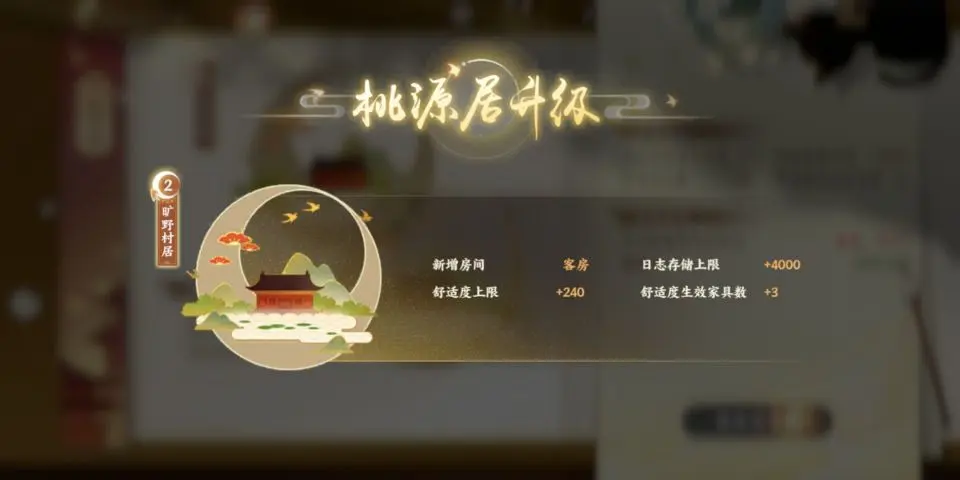 桃源居升级
2
旷野村居
新增房间 客房
日志存储上限 +4000
舒适度上限 +240
舒适度生效家具数 +3